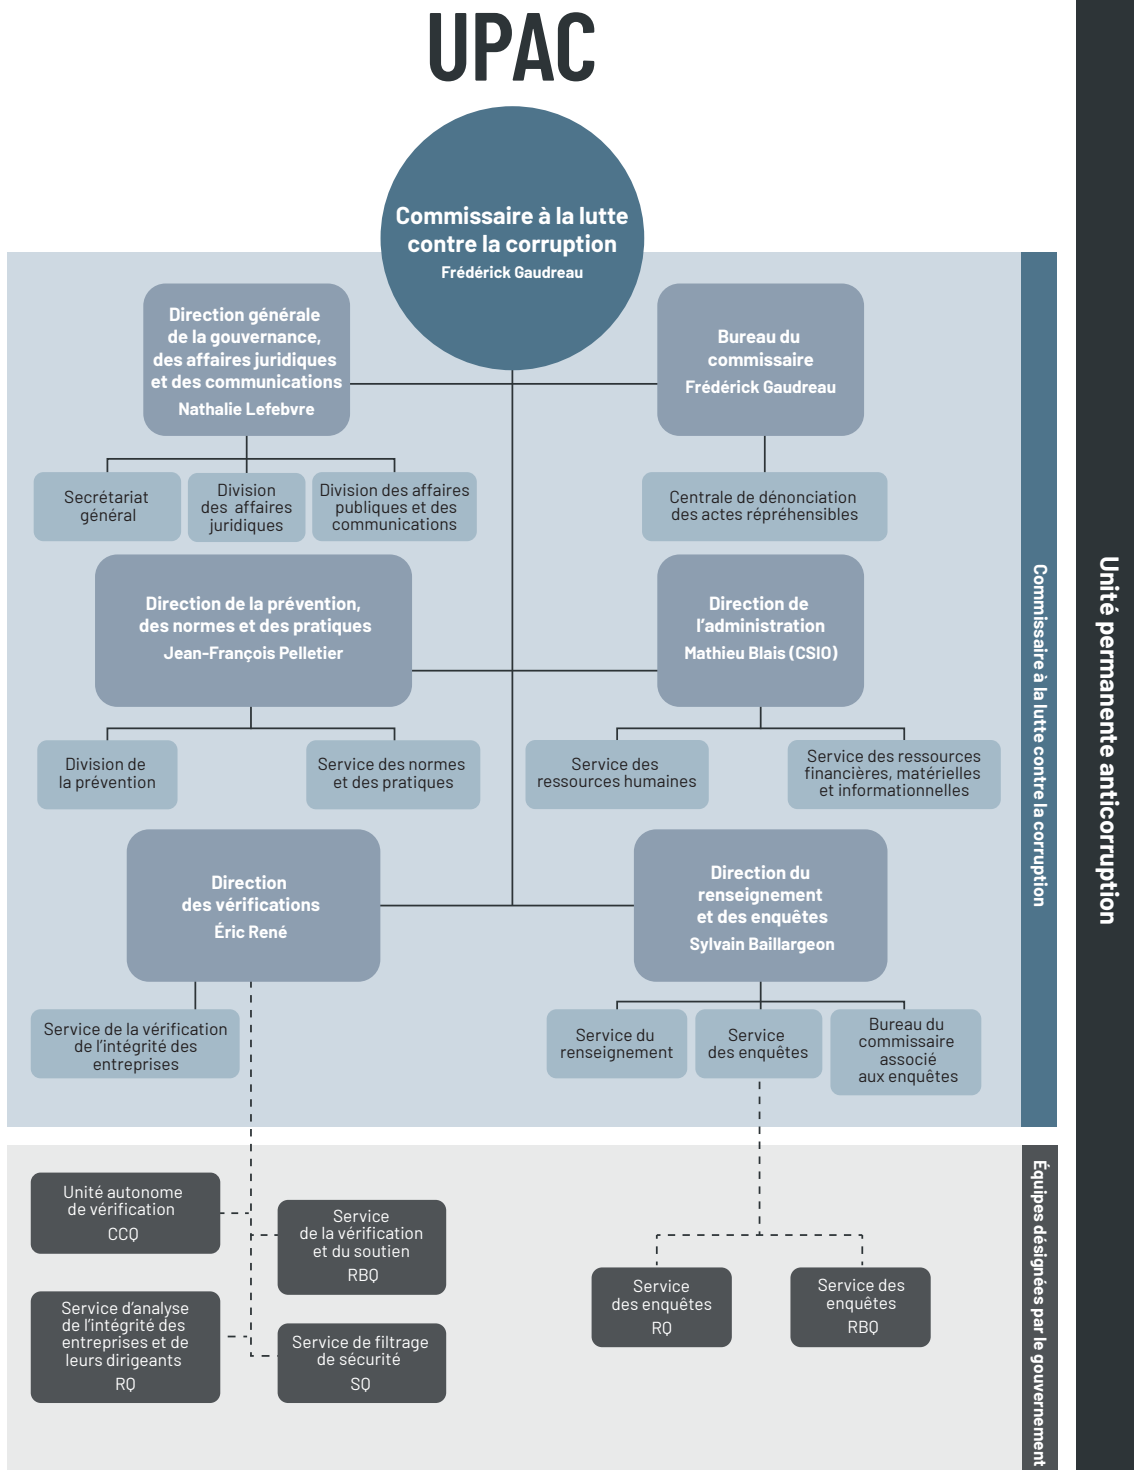 UPAC
Commissaire à la lutte
contre la corruption
Frédérick Gaudreau
Direction générale
de la gouvernance,
des affaires juridiques
et des communications
Nathalie Lefebvre
Bureau du
commissaire
Frédérick Gaudreau
Secrétariat
général
Division
des affaires
juridiques
Division des affaires
publiques et des
communications
Centrale de dénonciation
des actes répréhensibles
Direction de la prévention,
des normes et des pratiques
Jean-François Pelletier
Direction de
l’administration
Mathieu Blais (CSIO)
Division de
la prévention
Service des normes
et des pratiques
Service des
ressources humaines
Service des ressources
financières, matérielles
et informationnelles
Direction
des vérifications
Éric René
Direction du
renseignement
et des enquêtes
Sylvain Baillargeon
Service de la vérification
de l’intégrité des
entreprises
Service du
renseignement
Service
des enquêtes
Bureau du
commissaire
associé
aux enquêtes
Unité autonome
de vérification
CCQ
Service
de la vérification
et du soutien
RBQ
Service d’analyse
de l’intégrité des
entreprises et de
leurs dirigeants
RQ
Service de filtrage
de sécurité
SQ
Service
des enquêtes
RQ
Service des
enquêtes
RBQ
Commissaire à la lutte contre la corruption
Équipes désignées par le gouvernement
Unité permanente anticorruption